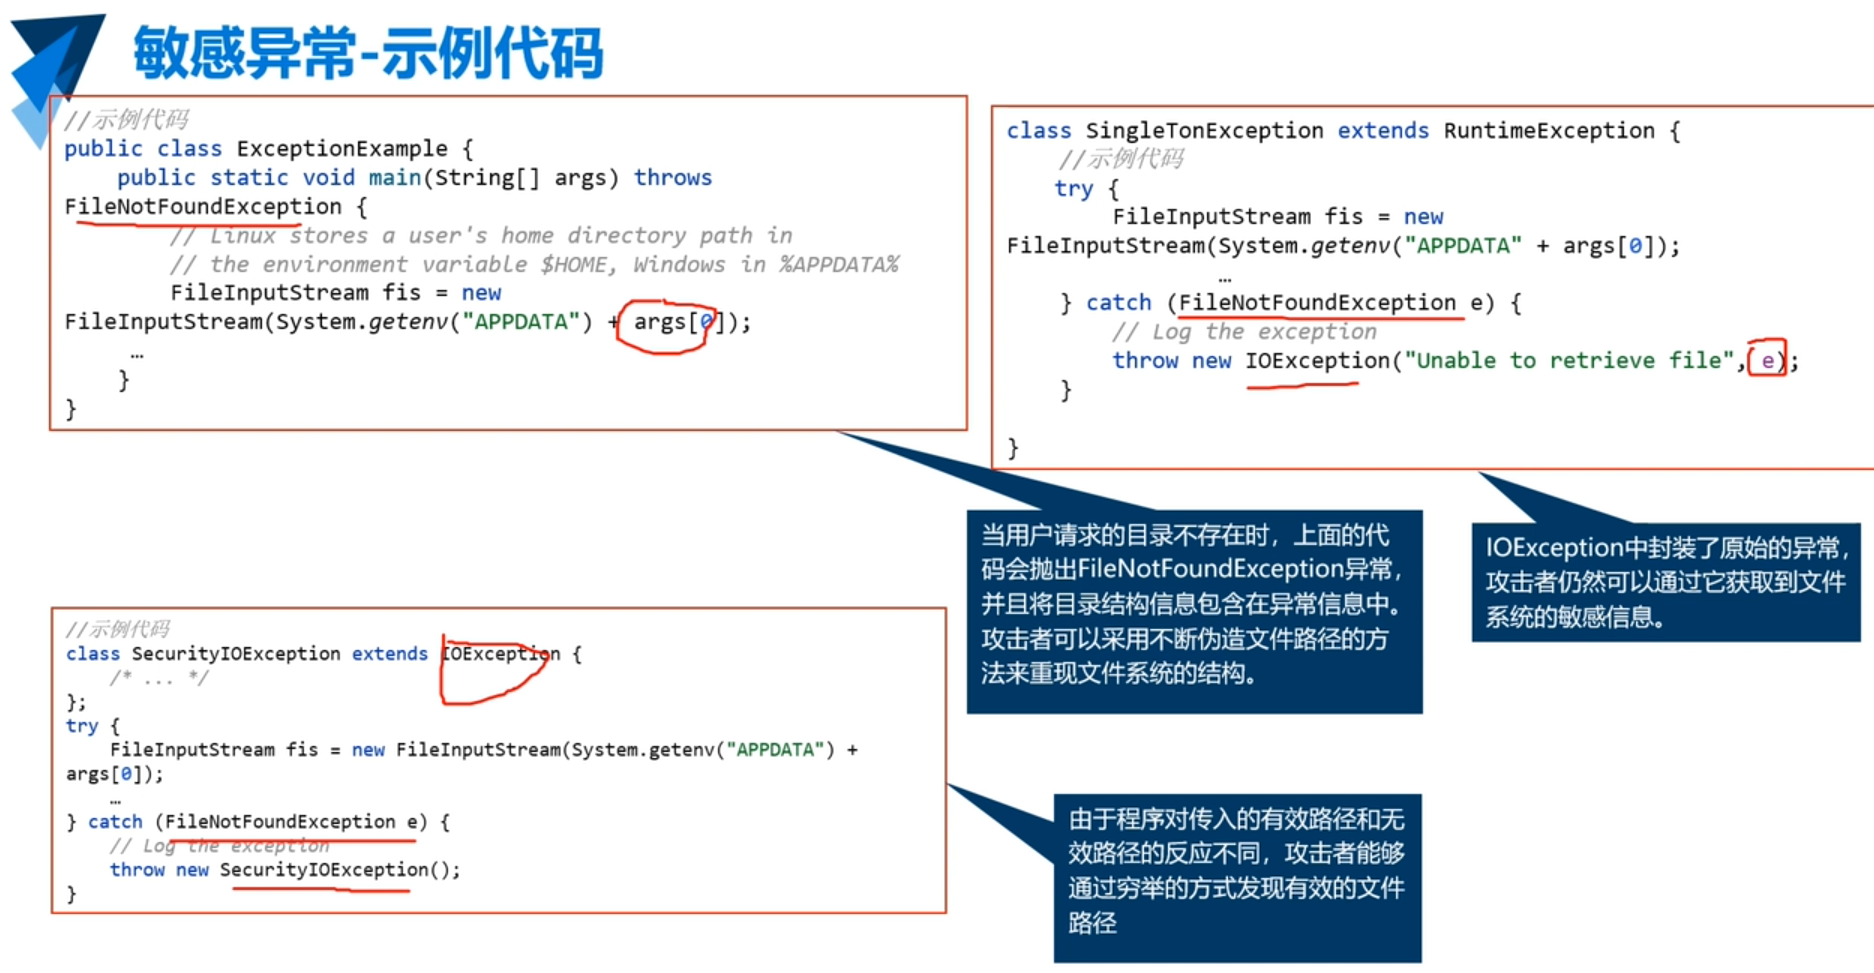 敏感异常-示例代码
//示例代码
public class ExceptionExample {
public static void main(String[] args) throws
FileNotFoundException {
// Linux stores a user's home directory path in
// the environment variable $HOME, Windows in %APPDATA%
FileInputStream fis = new
FileInputStream(System.getenv("APPDATA") + args[0]);
…
}
}
class SingleTonException extends RuntimeException {
//示例代码
try {
FileInputStream fis = new
FileInputStream(System.getenv("APPDATA" + args[0]);
…
} catch (FileNotFoundException e) {
// Log the exception
throw new IOException("Unable to retrieve file", e);
}
}
当用户请求的目录不存在时，上面的代
码会抛出FileNotFoundException异常，
并且将目录结构信息包含在异常信息中。
攻击者可以采用不断伪造文件路径的方
法来重现文件系统的结构。
IOException中封装了原始的异常，
攻击者仍然可以通过它获取到文件
系统的敏感信息。
//示例代码
class SecurityIOException extends IOException {
/* ... */
};
try {
FileInputStream fis = new FileInputStream(System.getenv("APPDATA") +
args[0]);
…
} catch (FileNotFoundException e) {
// Log the exception
throw new SecurityIOException();
}
由于程序对传入的有效路径和无
效路径的反应不同，攻击者能够
通过穷举的方式发现有效的文件
路径